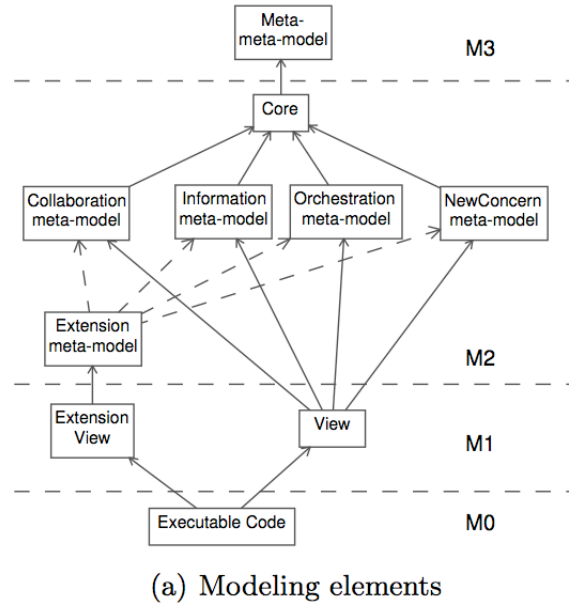 Meta-
meta-model
M3
Core
Collaboration
meta-model
Information
meta-model
Orchestration
meta-model
NewConcern
meta-model
Extension
meta-model
M2
Extension
View
View
M1
Executable Code
M0
(a) Modeling elements